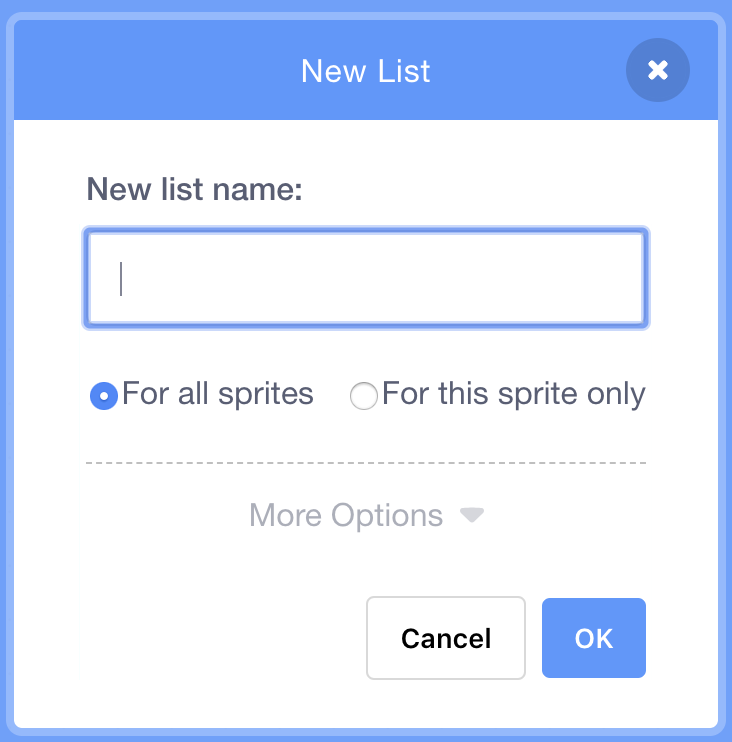 New List
New list name:
For all sprites For this sprite only
More Options
Cancel OK